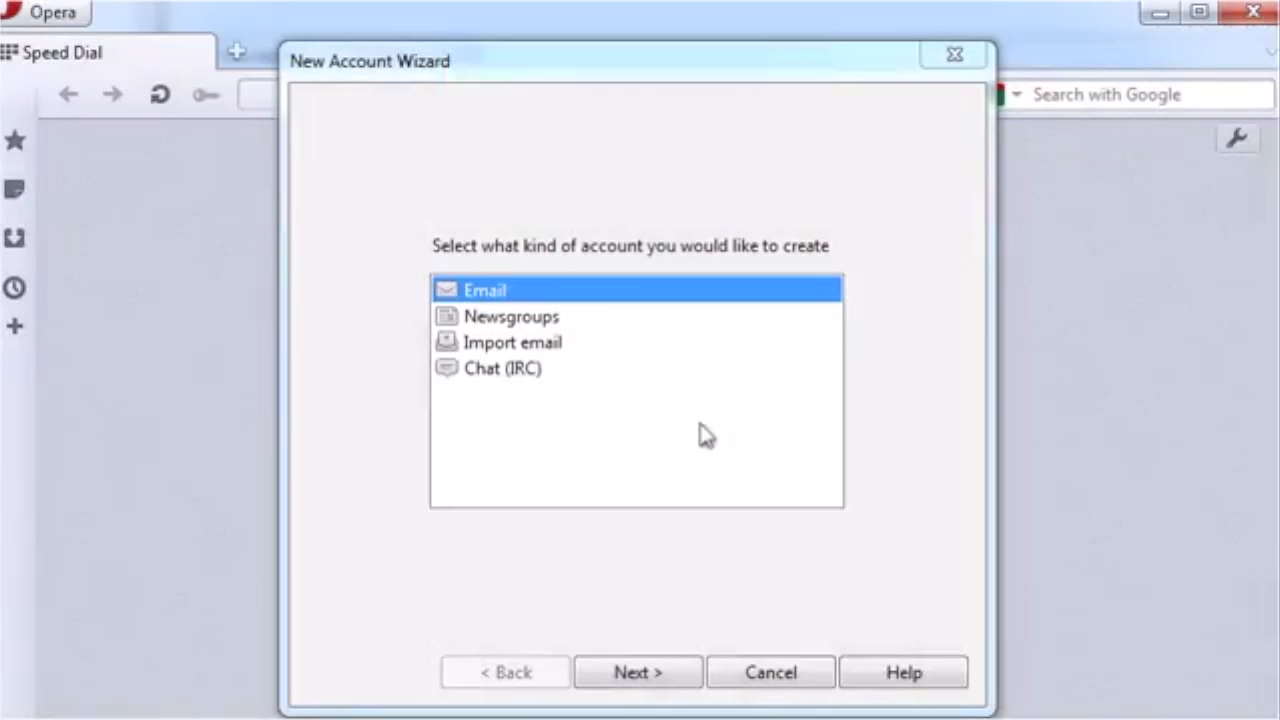 Opera
Speed Dial
New Account Wizard
Search with Google
Select what kind of account you would like to create
Email
Newsgroups
Import email
Chat (IRC)
< Back
Next >
Cancel
Help